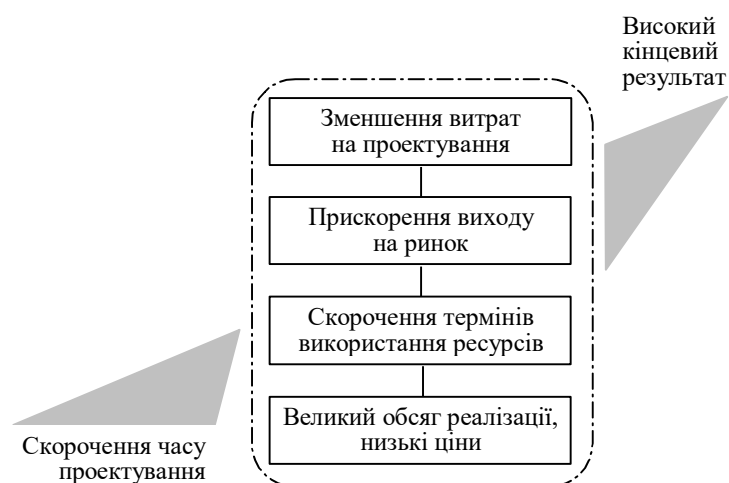 Високий
кінцевий
результат
Зменшення витрат
на проектування
Прискорення виходу
на ринок
Скорочення термінів
використання ресурсів
Великий обсяг реалізації,
низькі ціни
Скорочення часу
проектування